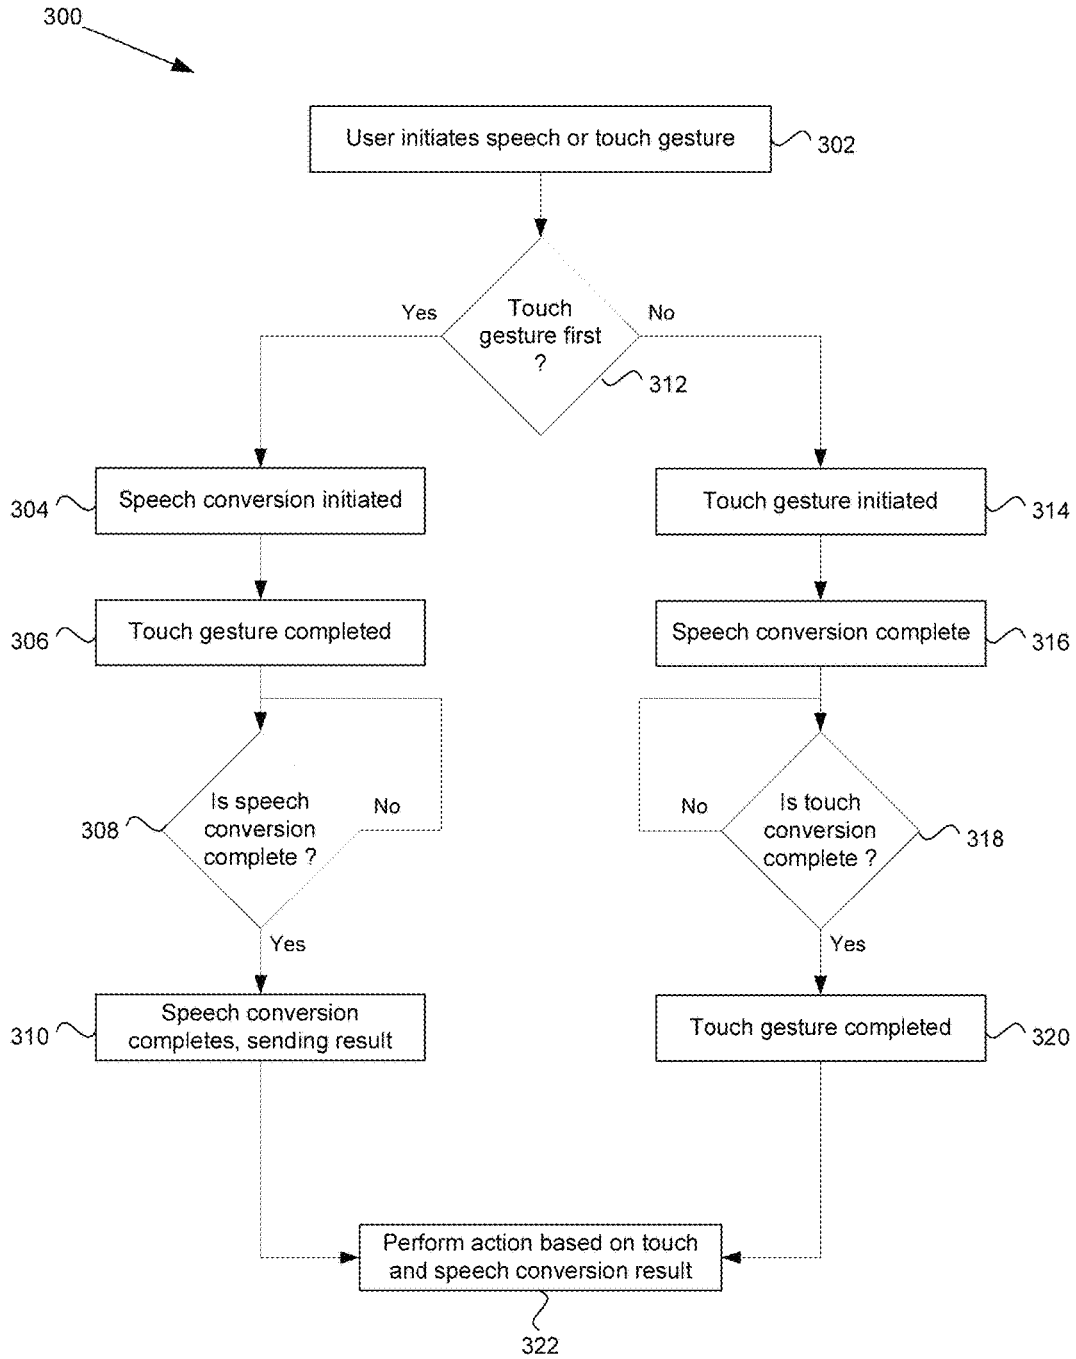 300
User initiates speech or touch gesture
302
Yes
Touch
gesture first
?
No
312
304
Speech conversion initiated
Touch gesture initiated
314
306
Touch gesture completed
Speech conversion complete
316
308
Is speech
conversion
complete ?
No
No
Is touch
conversion
complete ?
318
Yes
Yes
310
Speech conversion
completes, sending result
Touch gesture completed
320
Perform action based on touch
and speech conversion result
322